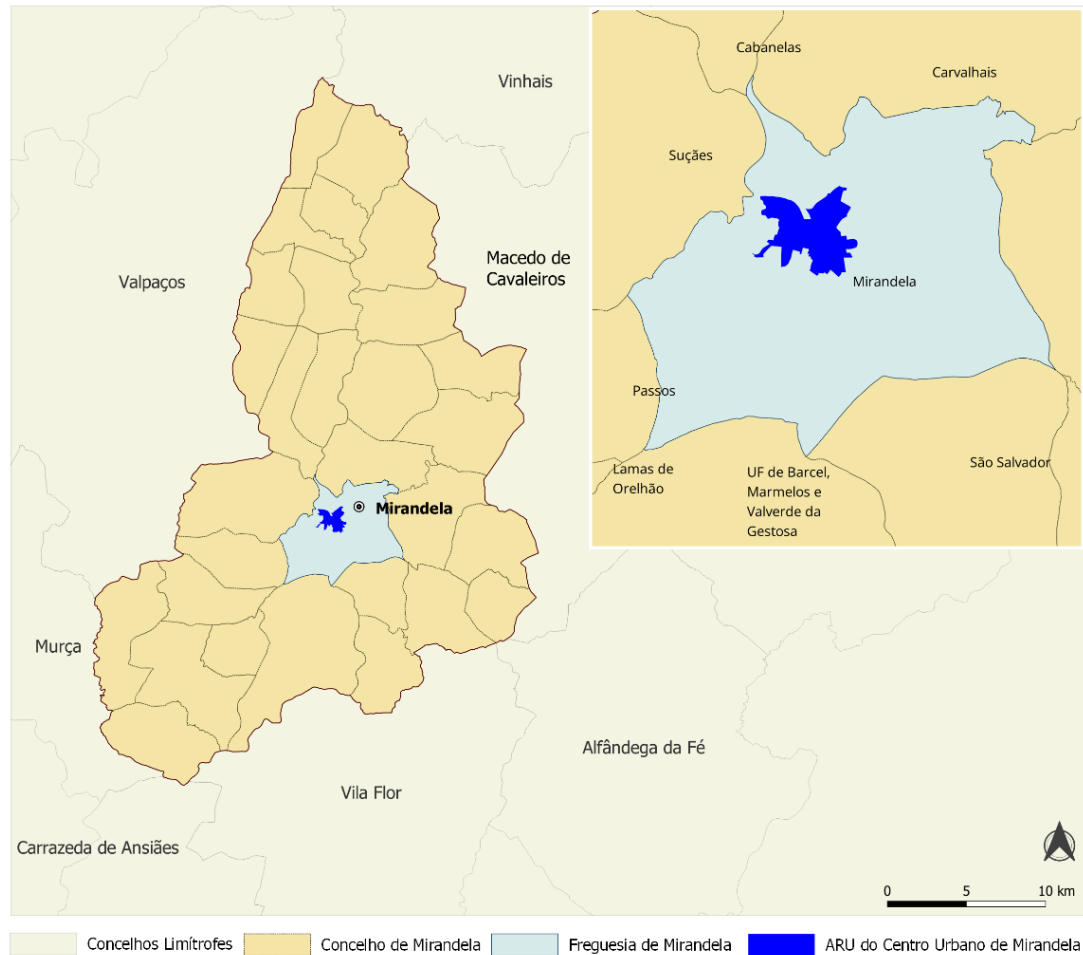 Vinhais
Macedo de
Cavaleiros
Valpaços
Mirandela
Murça
Alfândega da Fé
Vila Flor
Carrazeda de Ansiães
Cabanelas
Carvalhais
Suçães
Mirandela
Passos
Lamas de
Orelhão
UF de Barcel,
Marmelos e
Valverde da
Gestosa
São Salvador
0 5 10 km
Concelhos Limítrofes
Concelho de Mirandela
Freguesia de Mirandela
ARU do Centro Urbano de Mirandela